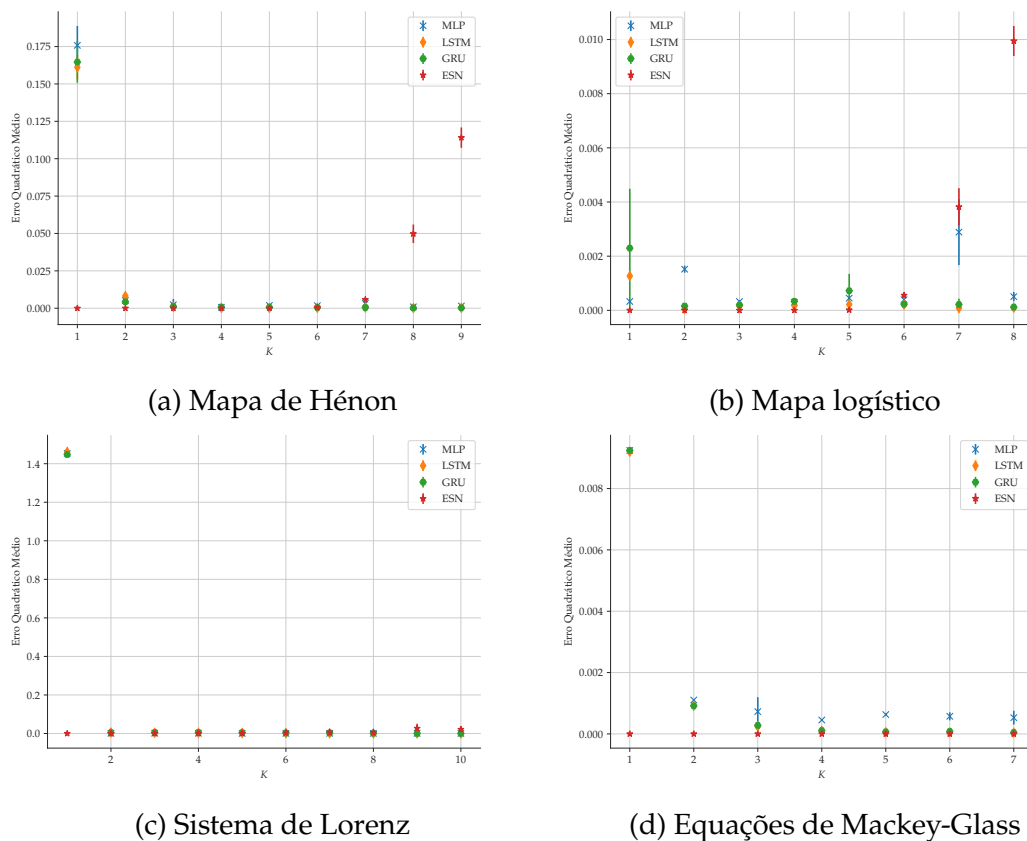 MLP
LSTM
GRU
ESN
0.175
0.150
0.125
0.100
0.075
0.050
0.025
0.000
Erro Quadrático Médio
1 2 3 4 5 6 7 8 9
K
(a) Mapa de Hénon
MLP
LSTM
GRU
ESN
0.010
0.008
0.006
0.004
0.002
0.000
Erro Quadrático Médio
1 2 3 4 5 6 7 8
K
(b) Mapa logístico
MLP
LSTM
GRU
ESN
1.4
1.2
1.0
0.8
0.6
0.4
0.2
0.0
Erro Quadrático Médio
2 4 6 8 10
K
(c) Sistema de Lorenz
MLP
LSTM
GRU
ESN
0.008
0.006
0.004
0.002
0.000
Erro Quadrático Médio
1 2 3 4 5 6 7
K
(d) Equações de Mackey-Glass